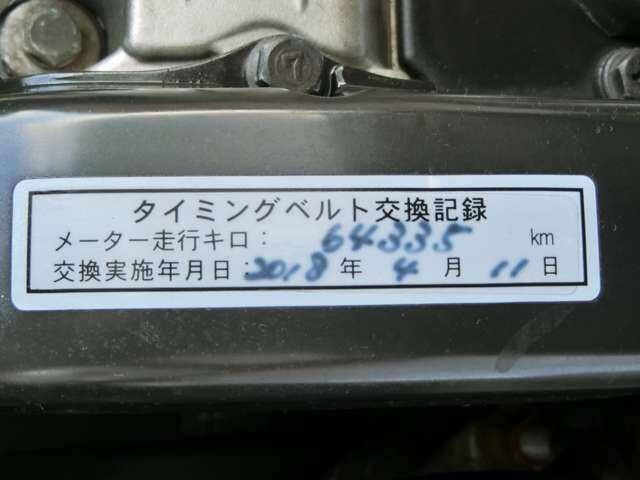 7
タイミングベルト交換記録
メーター走行キロ: 64335 km
交換実施年月日: 2018 年 4 月 11 日